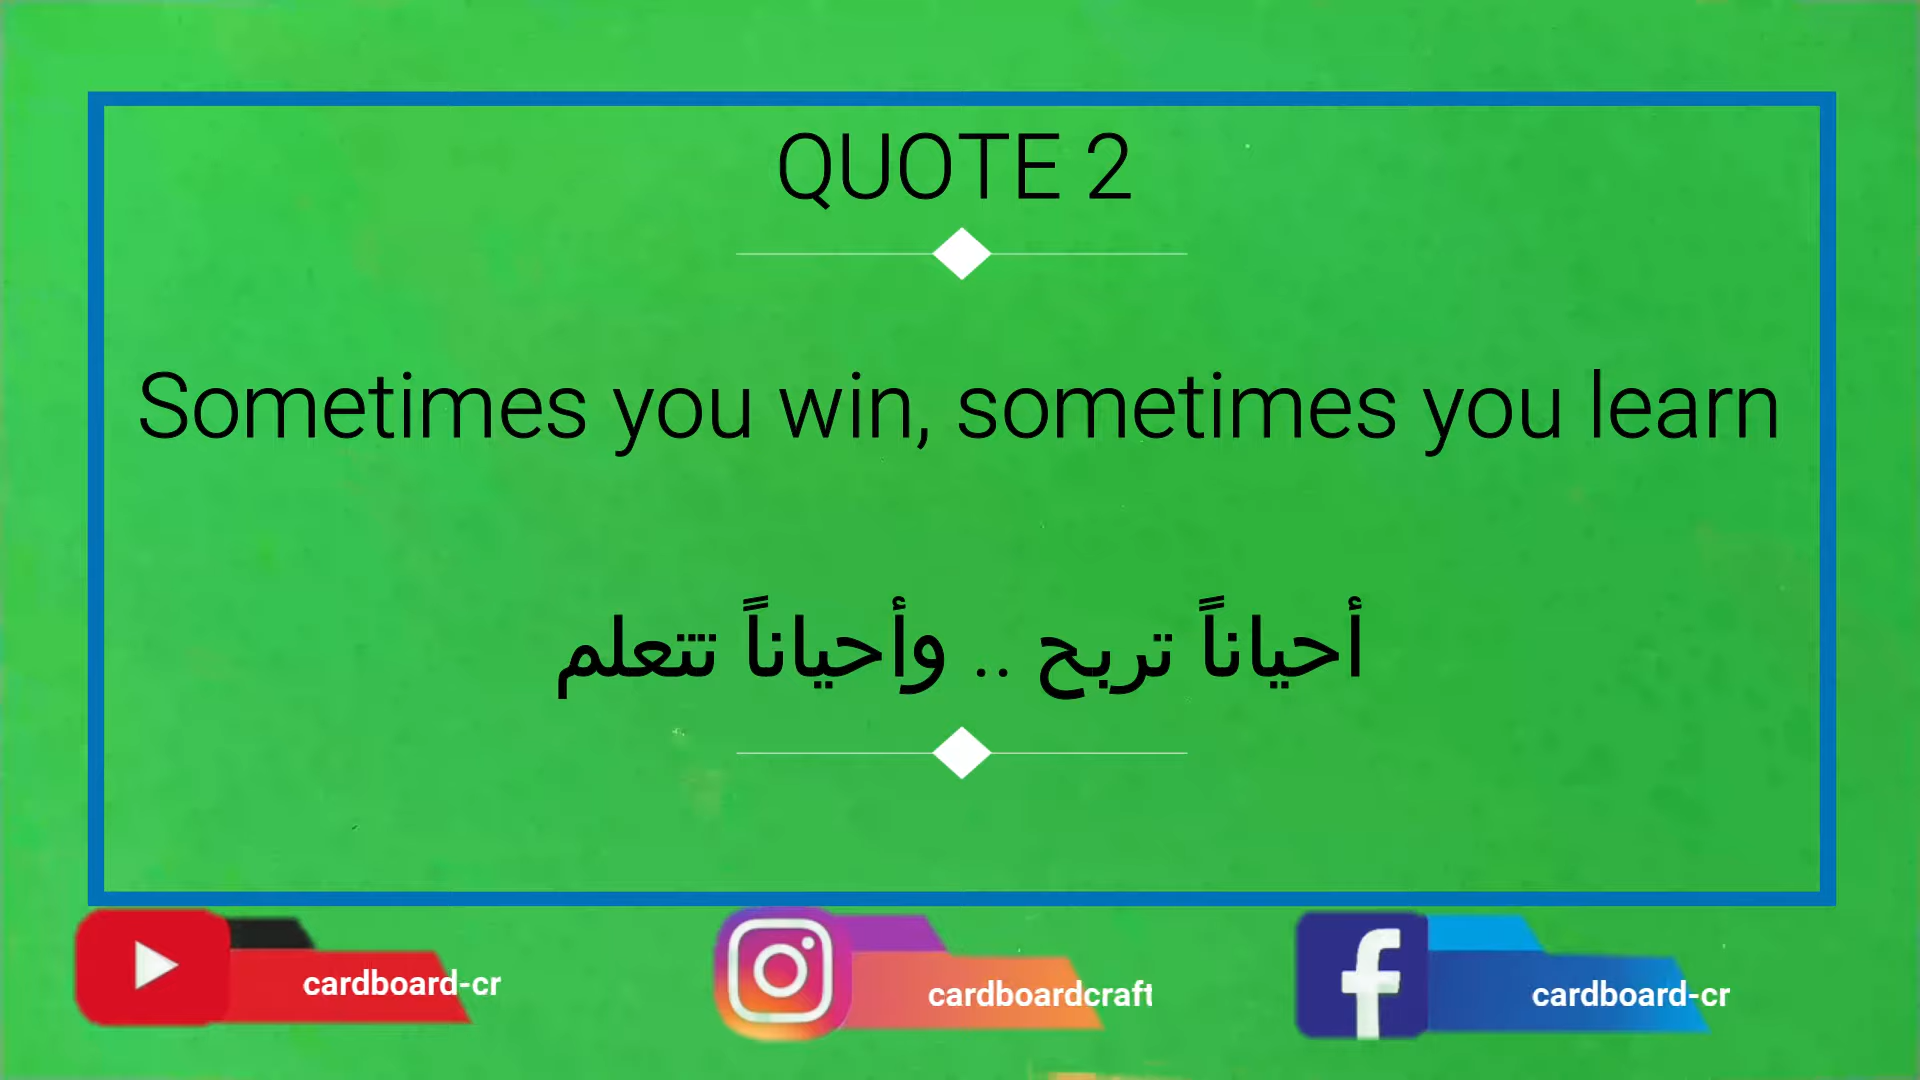 QUOTE 2
Sometimes you win, sometimes you learn
أحياناً تربح .. وأحياناً تتعلم
cardboard-cr
cardboardcraft
cardboard-cr